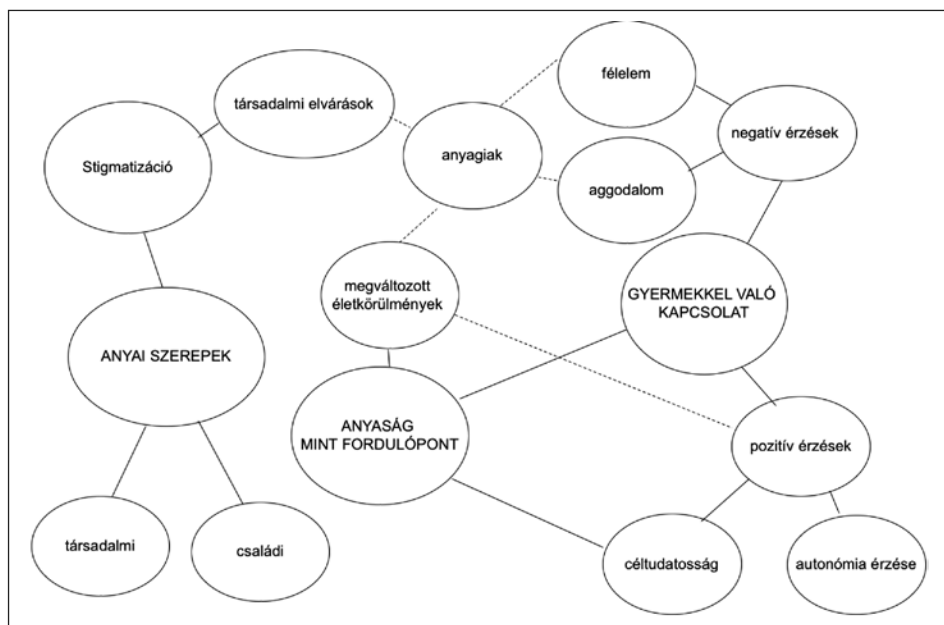 félelem
társadalmi elvárások
negatív érzések
anyagiak
Stigmatizáció
aggodalom
megváltozott
életkörülmények
GYERMEKKEL VALÓ
KAPCSOLAT
ANYAI SZEREPEK
ANYASÁG
MINT FORDULÓPONT
pozitív érzések
társadalmi
családi
céltudatosság
autonómia érzése